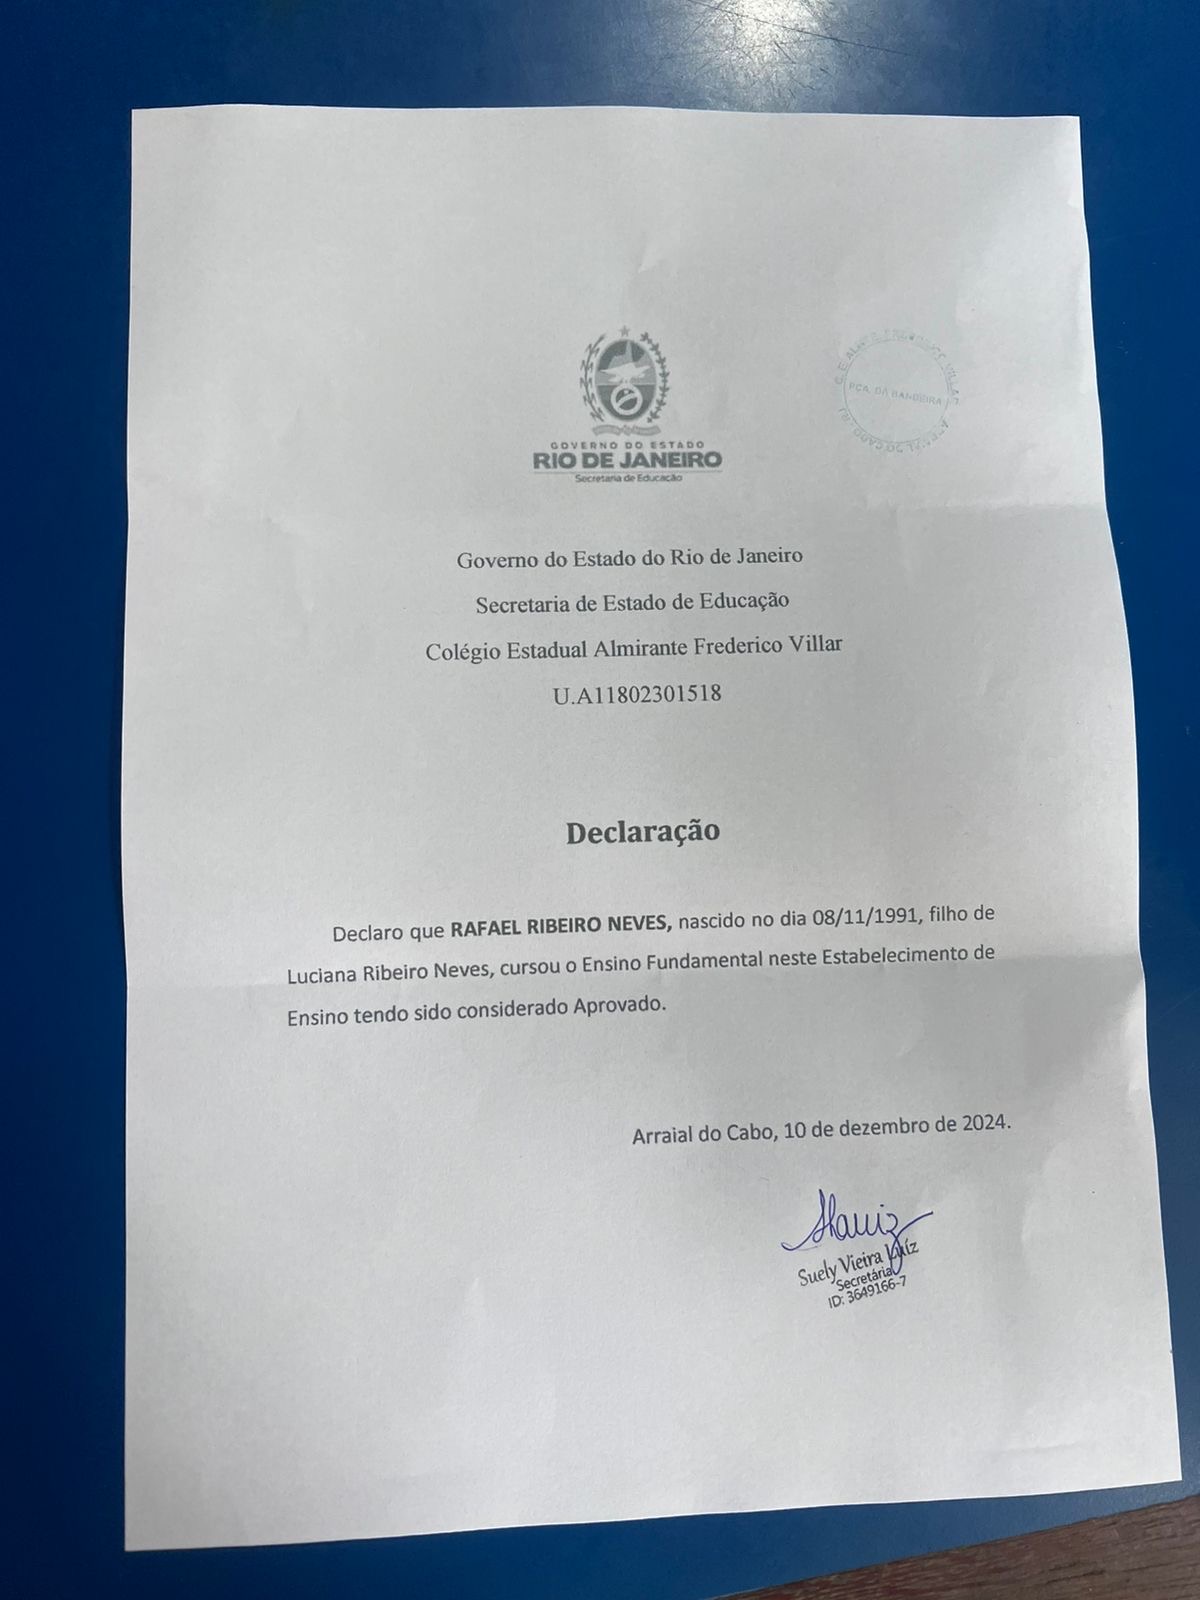 GOVERNO DO ESTADO
RIO DE JANEIRO
Secretaria de Educação
PÇA. DA BANDEIRA
Governo do Estado do Rio de Janeiro
Secretaria de Estado de Educação
Colégio Estadual Almirante Frederico Villar
U.A11802301518
Declaração
Declaro que RAFAEL RIBEIRO NEVES, nascido no dia 08/11/1991, filho de
Luciana Ribeiro Neves, cursou o Ensino Fundamental neste Estabelecimento de
Ensino tendo sido considerado Aprovado.
Arraial do Cabo, 10 de dezembro de 2024.
Suely Vieira Luíz
Secretária
ID: 3649166-7